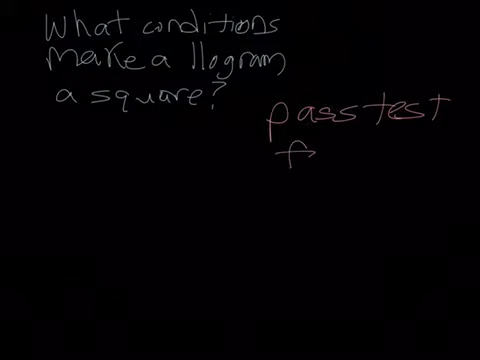 What conditions
make a llogram
a square?
pass test
f